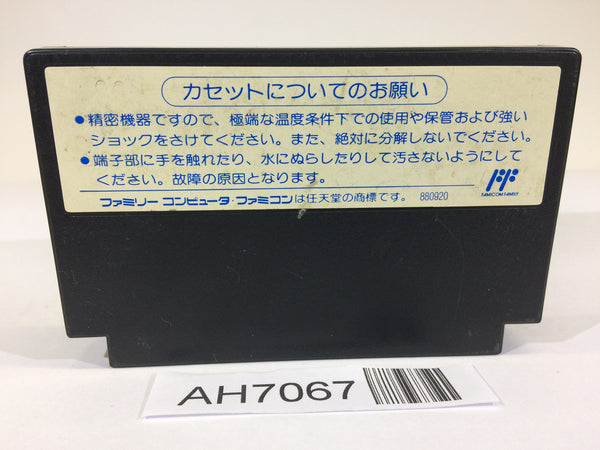 カセットについてのお願い
●精密機器ですので、極端な温度条件下での使用や保管および強い
ショックをさけてください。また、絶対に分解しないでください。
●端子部に手を触れたり、水にぬらしたりして汚さないようにして
ください。故障の原因となります。
FAMICOM FAMILY
ファミリー コンピュータ・ファミコンは任天堂の商標です。 880920
AH7067